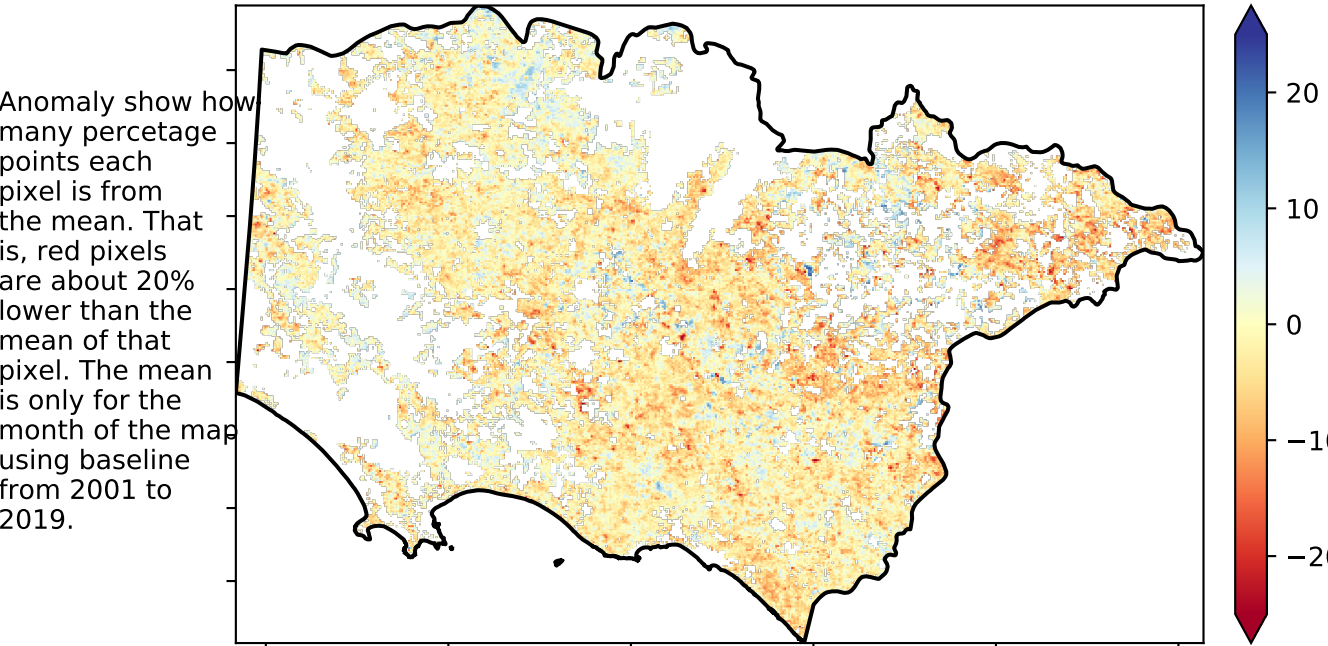 Anomaly show how
many percetage
points each
pixel is from
the mean. That
is, red pixels
are about 20%
lower than the
mean of that
pixel. The mean
is only for the
month of the map
using baseline
from 2001 to
2019.
20
10
0
−10
−20